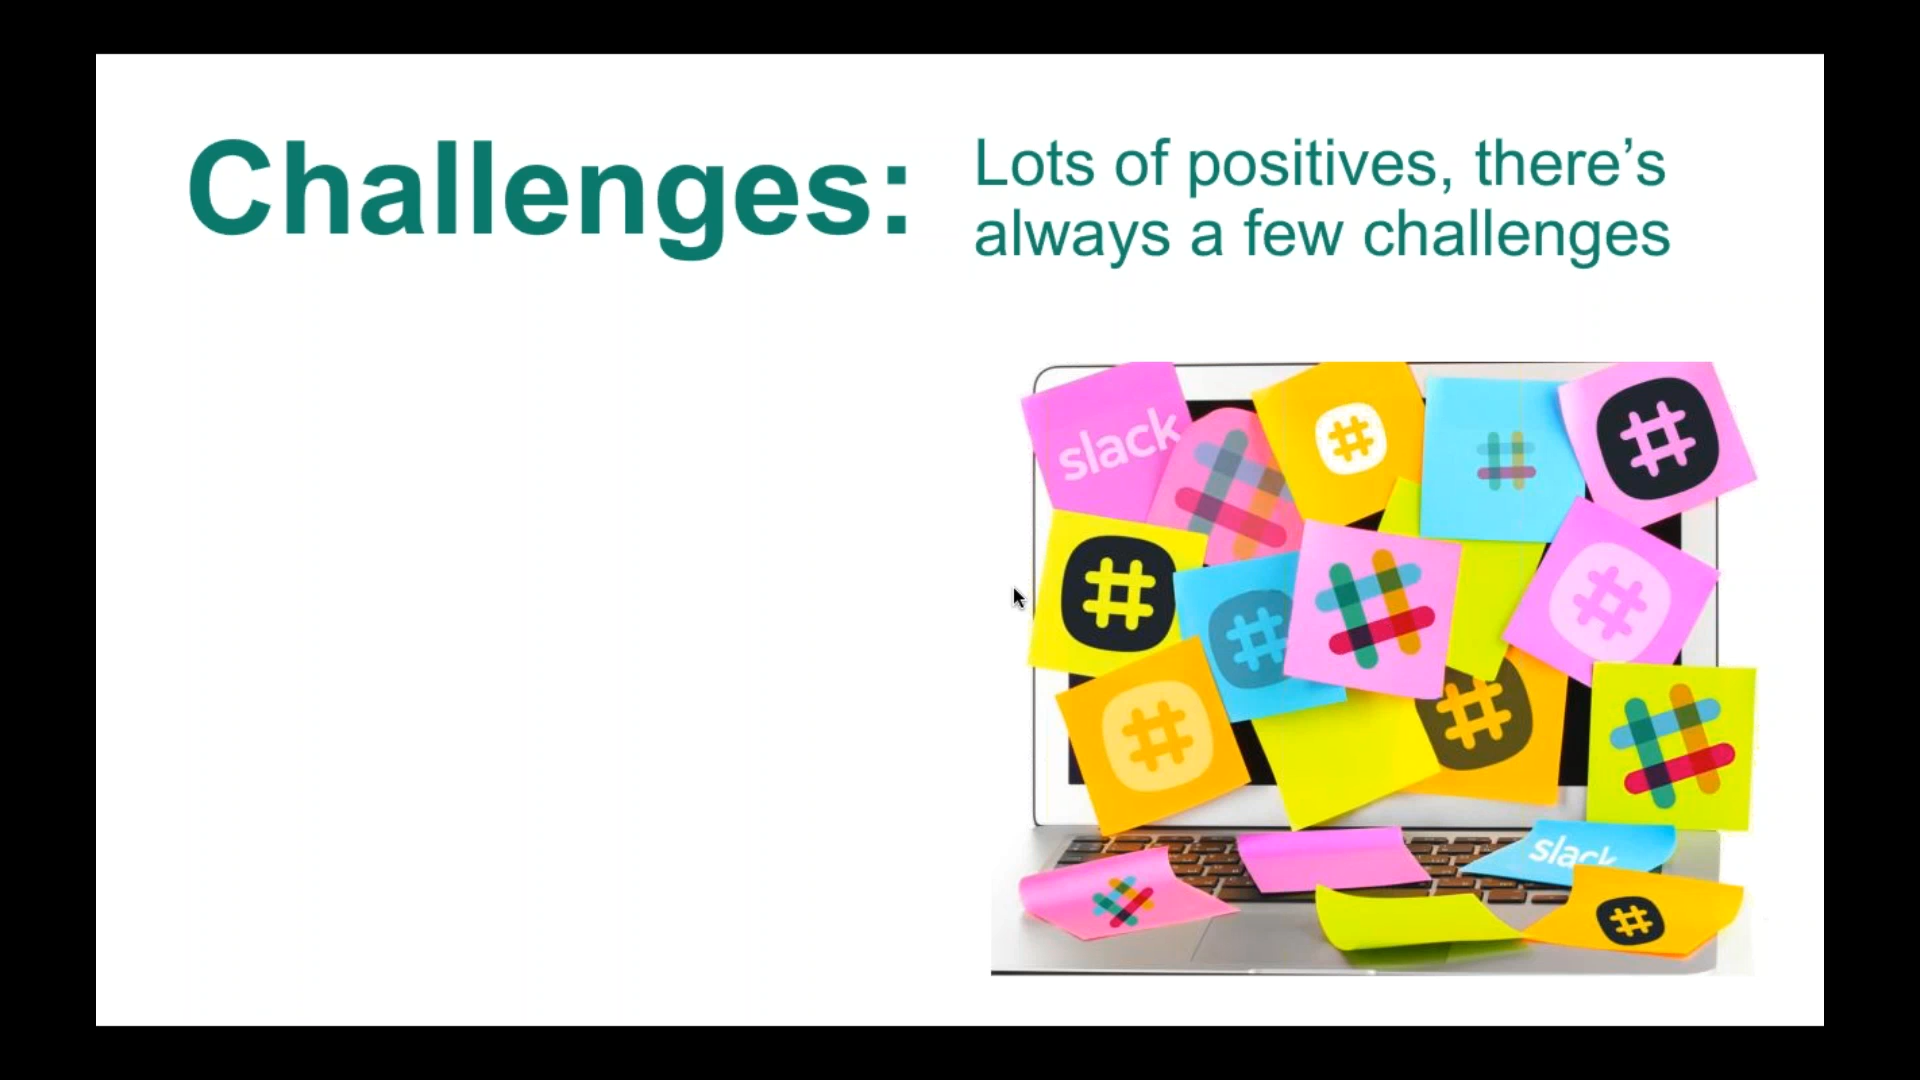 Challenges:
Lots of positives, there's
always a few challenges
slack
slack